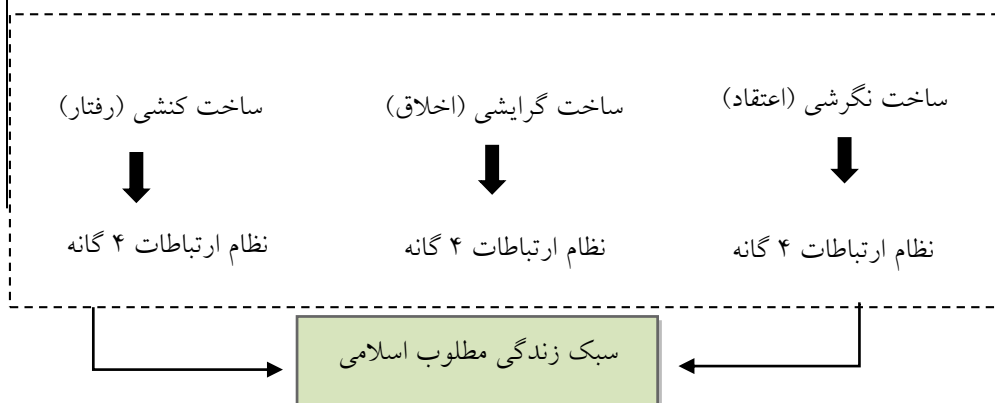 ساخت نگرشی (اعتقاد)
ساخت گرایشی (اخلاق)
ساخت کنشی (رفتار)
نظام ارتباطات ۴ گانه
نظام ارتباطات ۴ گانه
نظام ارتباطات ۴ گانه
سبک زندگی مطلوب اسلامی